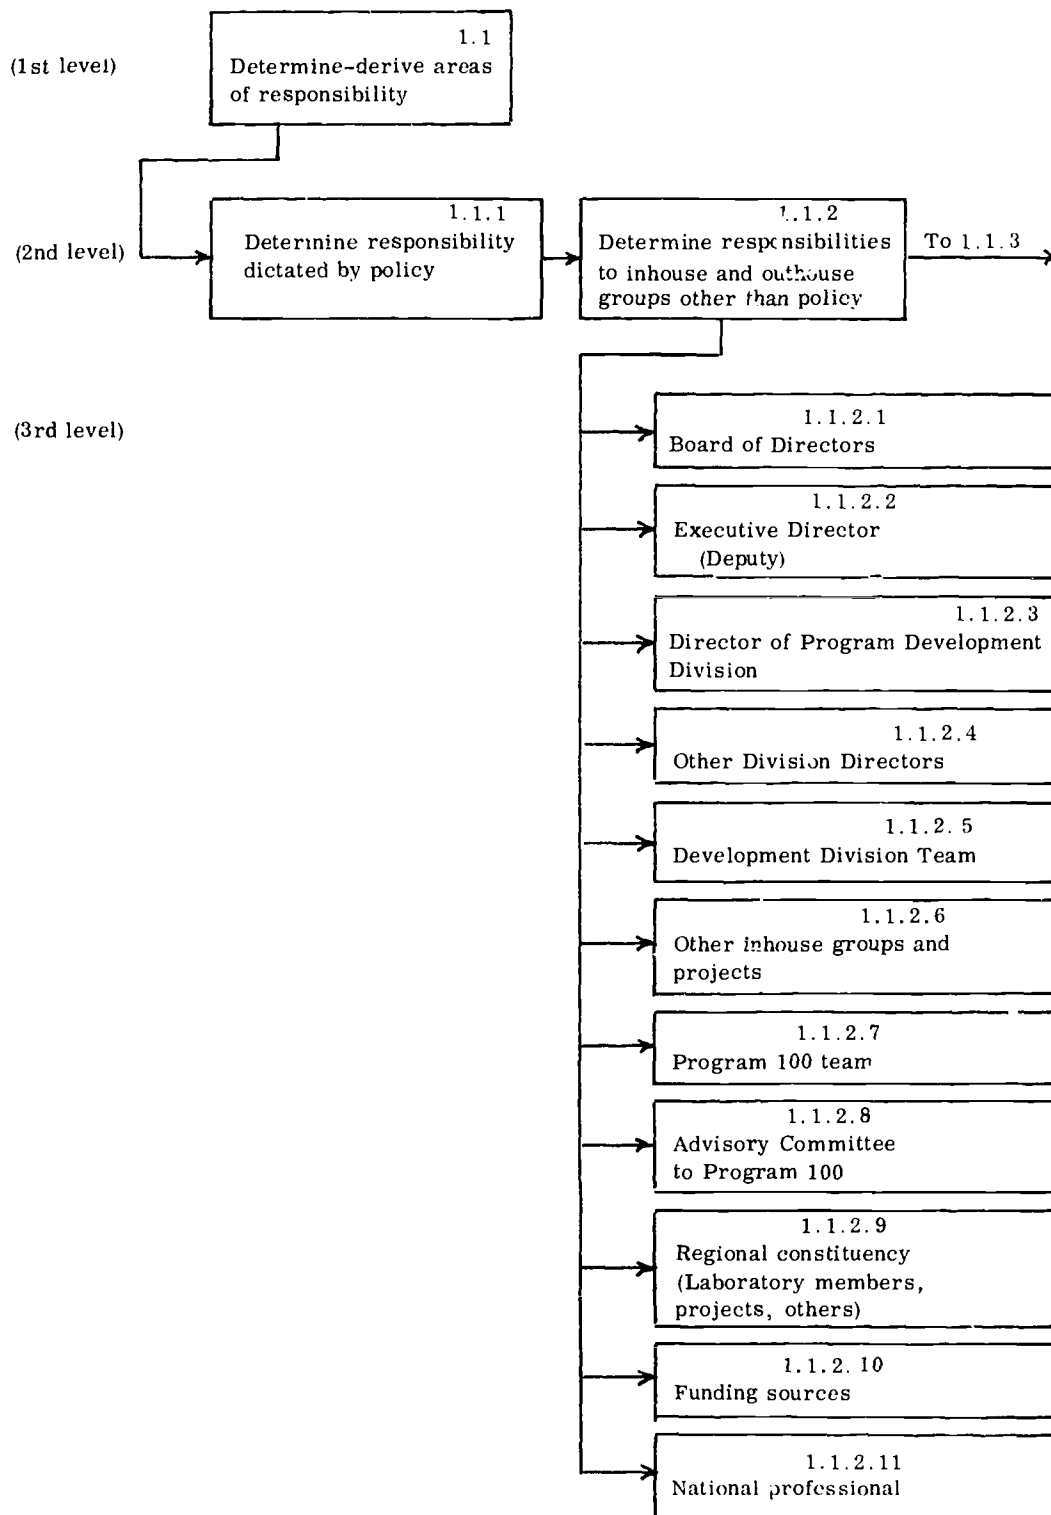 1.1
(1st level)
Determine-derive areas
of responsibility
1.1.1
1.1.2
(2nd level)
Determine responsibility
dictated by policy
Determine responsibilities
to inhouse and outhouse
groups other than policy
To 1.1.3
(3rd level)
1.1.2.1
Board of Directors
1.1.2.2
Executive Director
(Deputy)
1.1.2.3
Director of Program Development
Division
1.1.2.4
Other Division Directors
1.1.2.5
Development Division Team
1.1.2.6
Other inhouse groups and
projects
1.1.2.7
Program 100 team
1.1.2.8
Advisory Committee
to Program 100
1.1.2.9
Regional constituency
(Laboratory members,
projects, others)
1.1.2.10
Funding sources
1.1.2.11
National professional